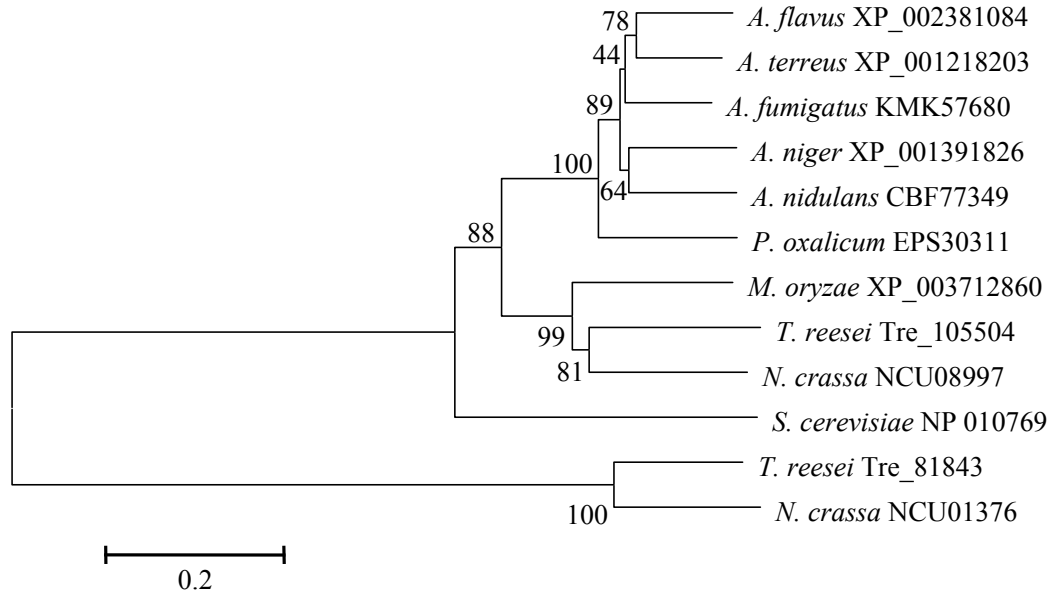 78
A. flavus XP_002381084
44
A. terreus XP_001218203
89
A. fumigatus KMK57680
100
A. niger XP_001391826
64
A. nidulans CBF77349
88
P. oxalicum EPS30311
M. oryzae XP_003712860
99
T. reesei Tre_105504
81
N. crassa NCU08997
S. cerevisiae NP 010769
T. reesei Tre_81843
100
N. crassa NCU01376
0.2